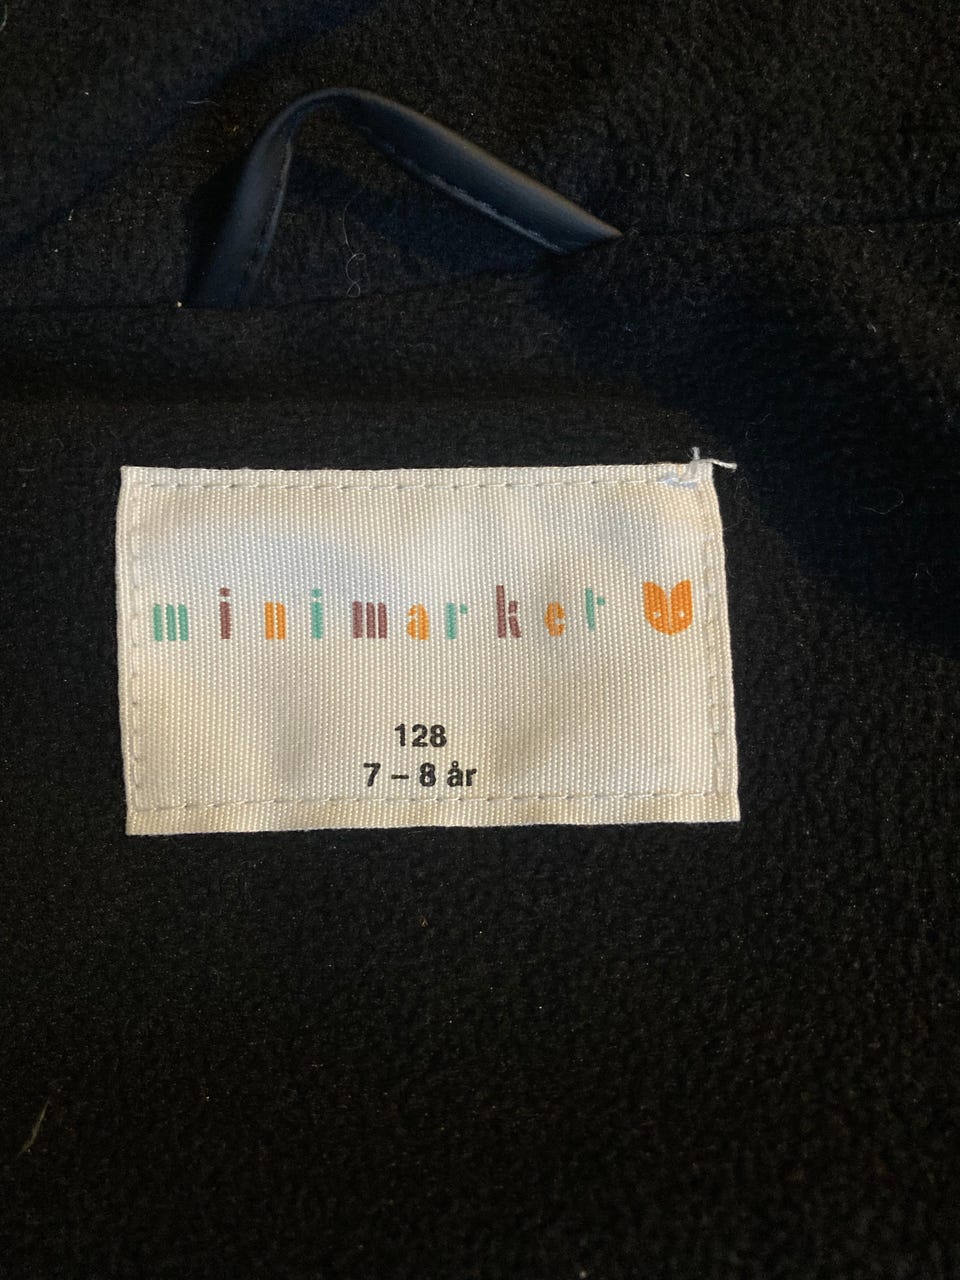 minimarket
128
7 – 8 år